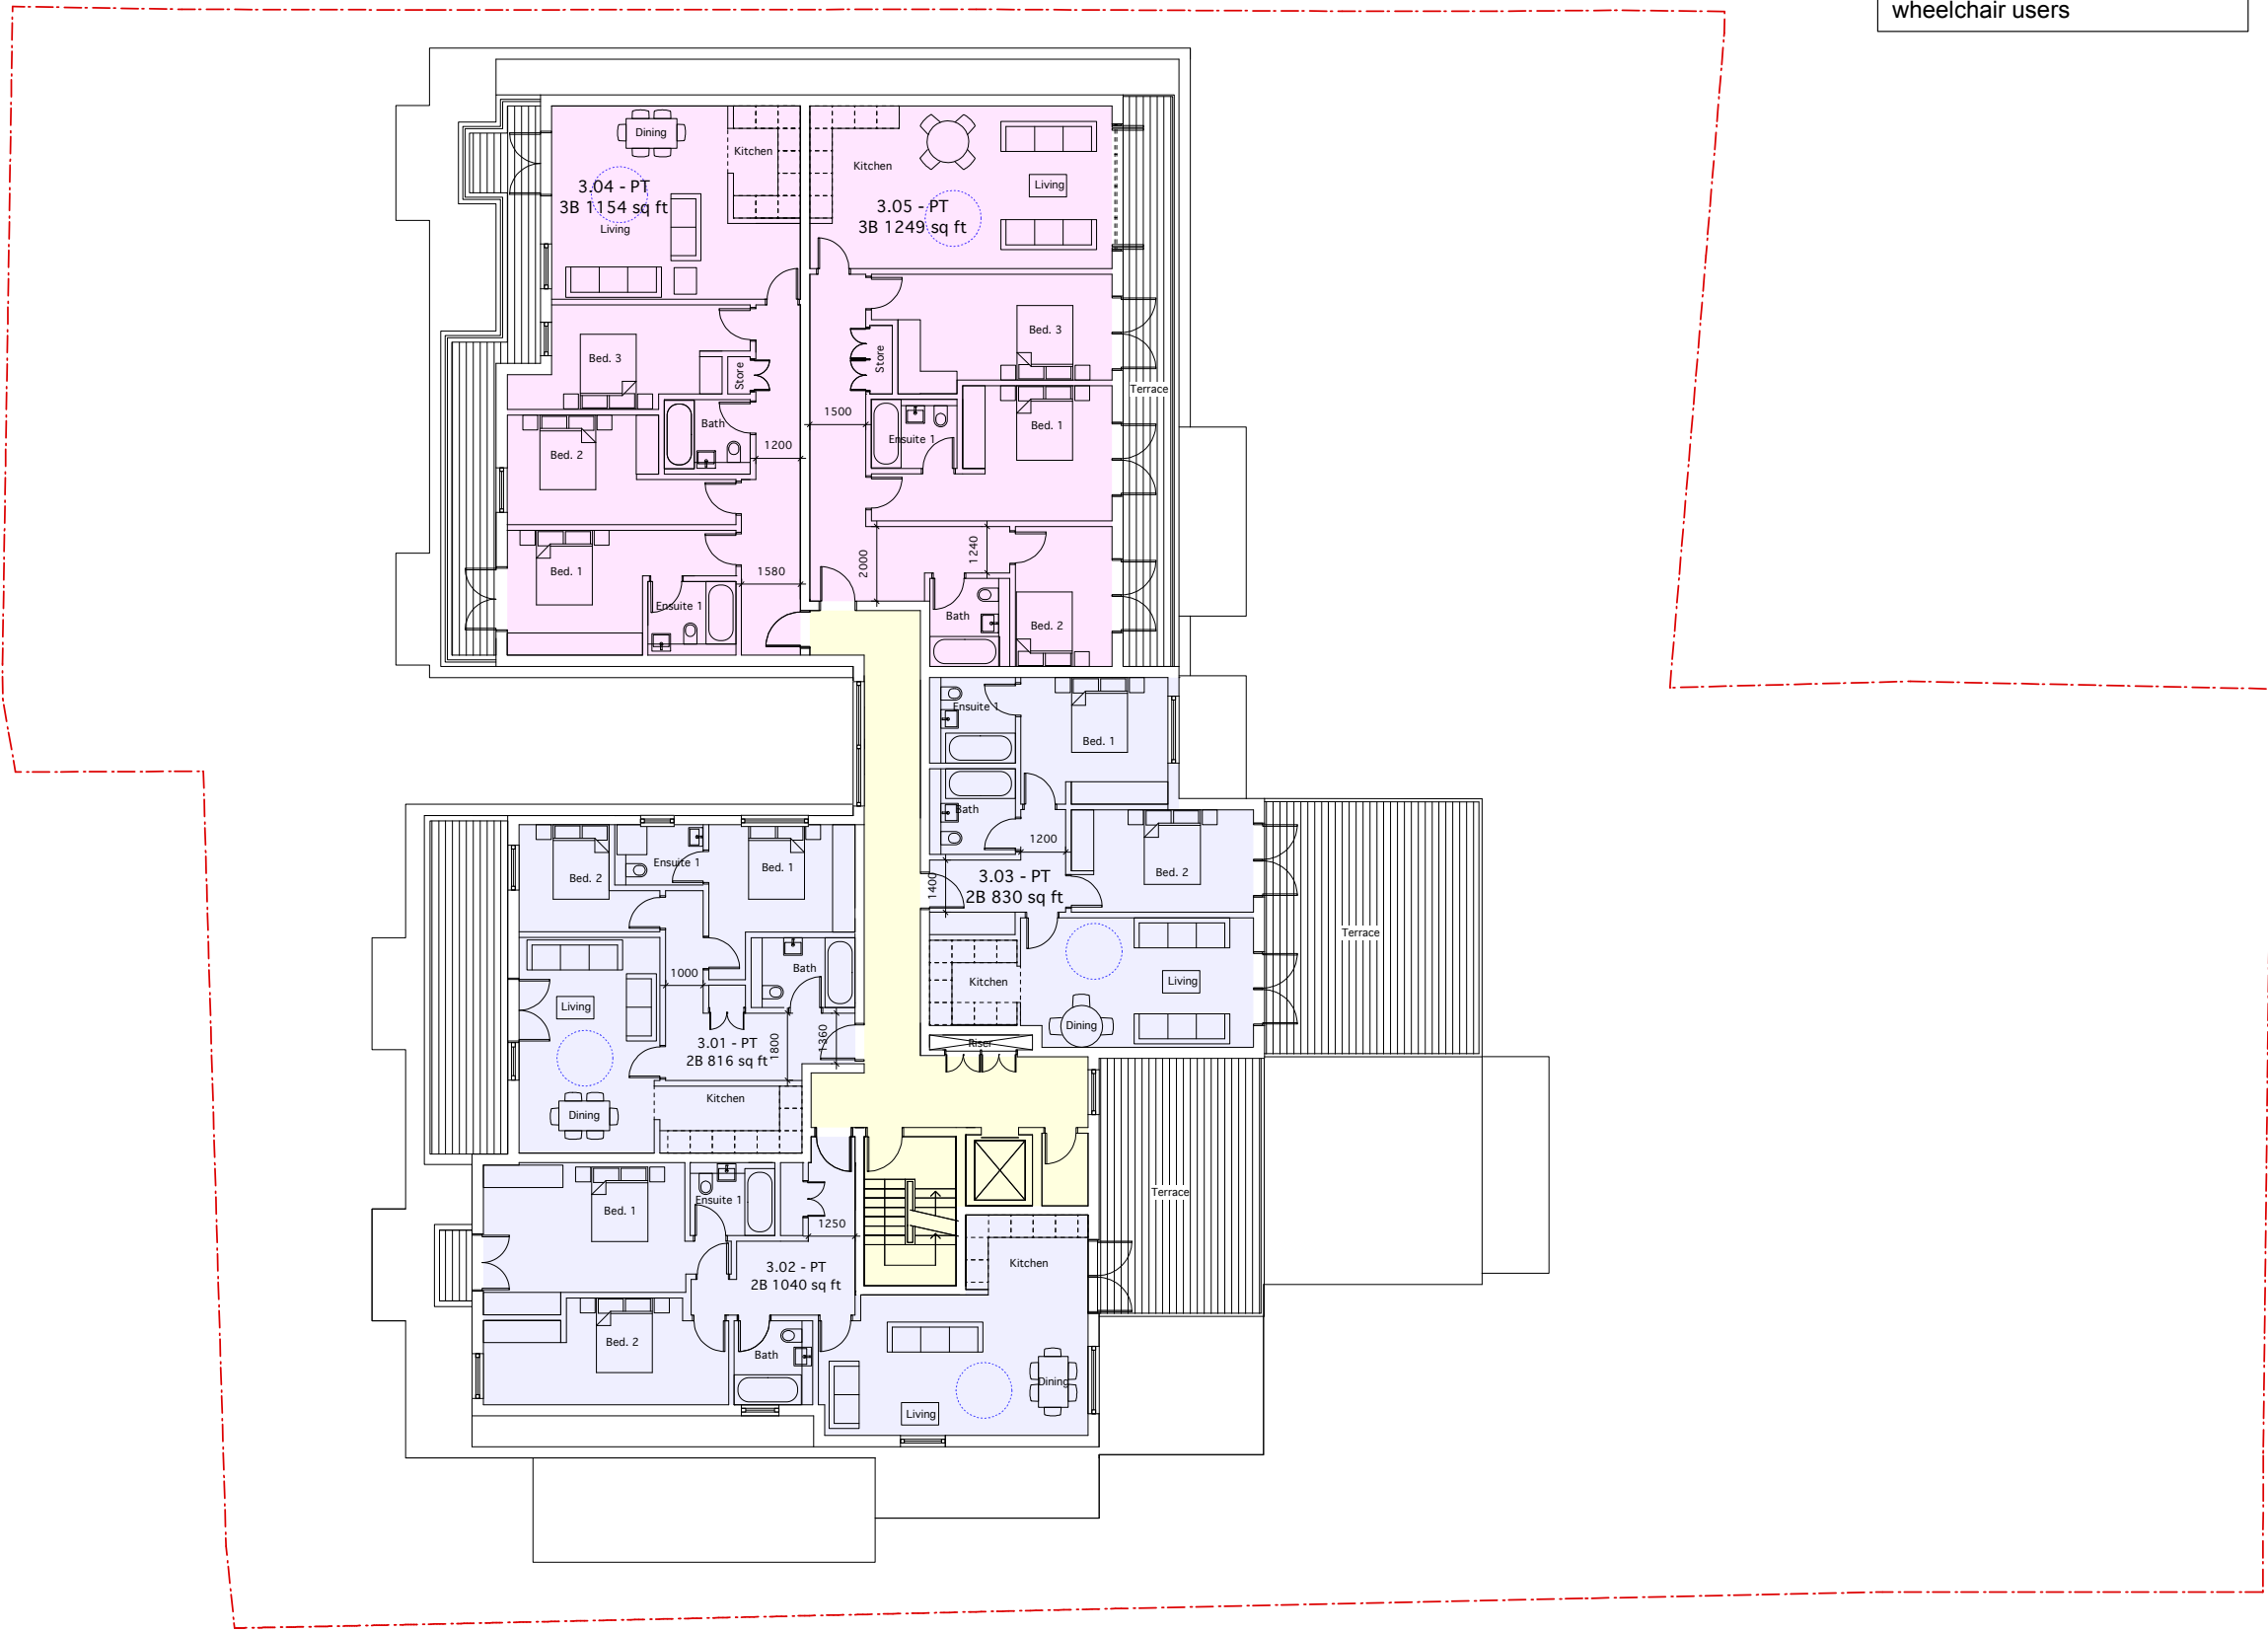 wheelchair users
Dining
Kitchen
3.04 - PT
3B 1154 sq ft
Living
Kitchen
Living
3.05 - PT
3B 1249 sq ft
Bed. 3
Store
Bath
Bed. 2
1200
Bed. 1
1580
Ensuite 1
Bed. 3
Store
Terrace
1500
Ensuite 1
Bed. 1
2000
1240
Bath
Bed. 2
Ensuite 1
Bed. 1
Bath
1200
1400
3.03 - PT
2B 830 sq ft
Bed. 2
Terrace
Kitchen
Living
Dining
Riser
Bed. 2
Ensuite 1
Bed. 1
Bath
1000
Living
3.01 - PT
2B 816 sq ft
1800
1360
Kitchen
Dining
Terrace
Bed. 1
Ensuite 1
1250
3.02 - PT
2B 1040 sq ft
Kitchen
Bed. 2
Bath
Dining
Living